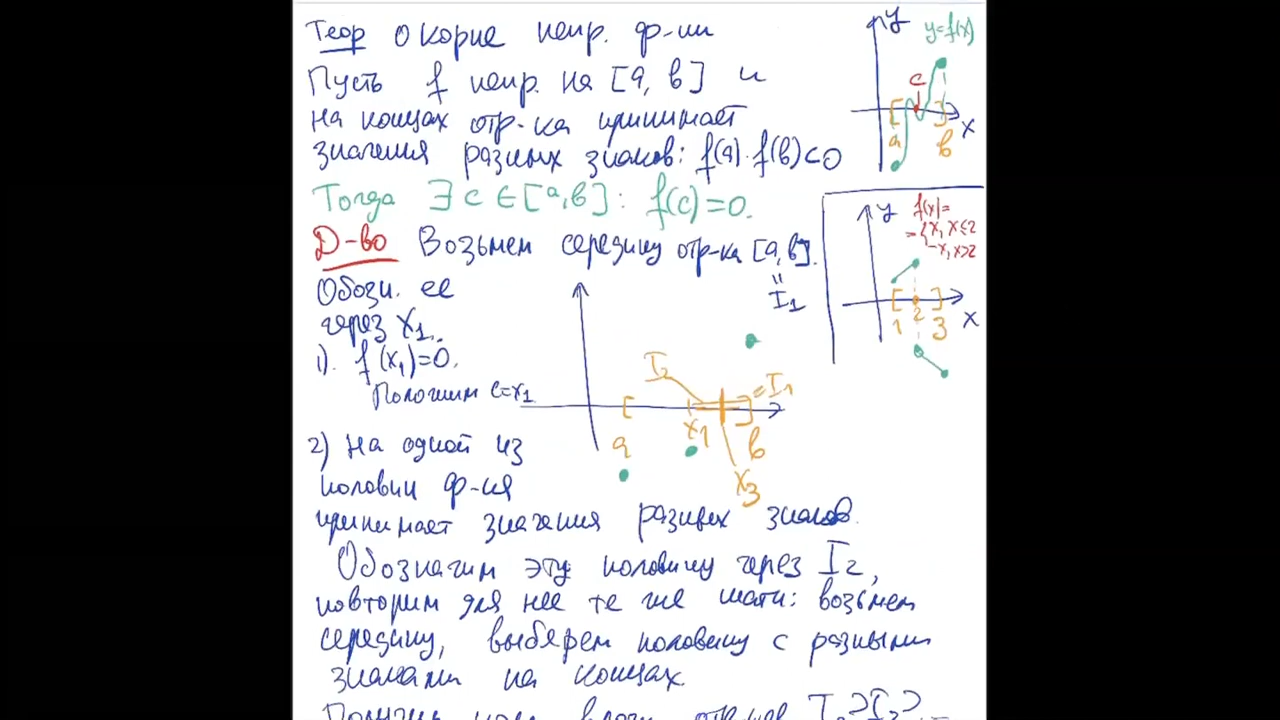 Теор о корне непр. ф-ии
Пусть f непр. на [a, b] и
на концах отр-ка принимает
значения разных знаков: f(a)·f(b)<0
Тогда ∃ c ∈ [a, b]: f(c)=0.
Д-во Возьмем середину отр-ка [a, b].
= I₁
Обозн. ее
через x₁.
1). f(x₁)=0.
Положим c=x₁
2) На одной из
половин ф-ия
принимает значения разных знаков.
Обозначим эту половину через I₂,
повторим для нее те же шаги: возьмем
середину, выберем половину с разными
знаками на концах
I₂
= I₁
a
x₁
b
x₃
y
y=f(x)
c
a
b
x
y
f(x)=
={x, x≤2
-x, x>2
1 2 3
x